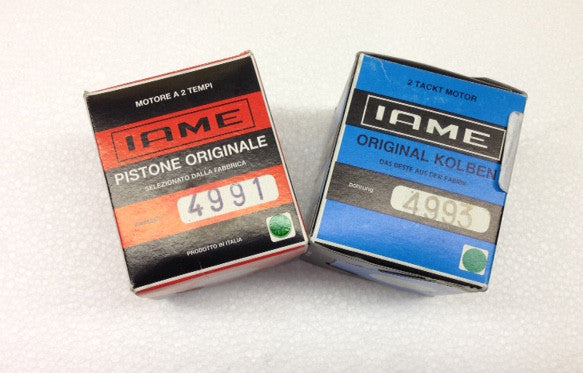 MOTORE A 2 TEMPI
IAME
PISTONE ORIGINALE
SELEZIONATO DALLA FABBRICA
4991
PRODOTTO IN ITALIA
2 TACKT MOTOR
IAME
ORIGINAL KOLBEN
DAS BESTE AUS DER FABRIK
bohrung
4993